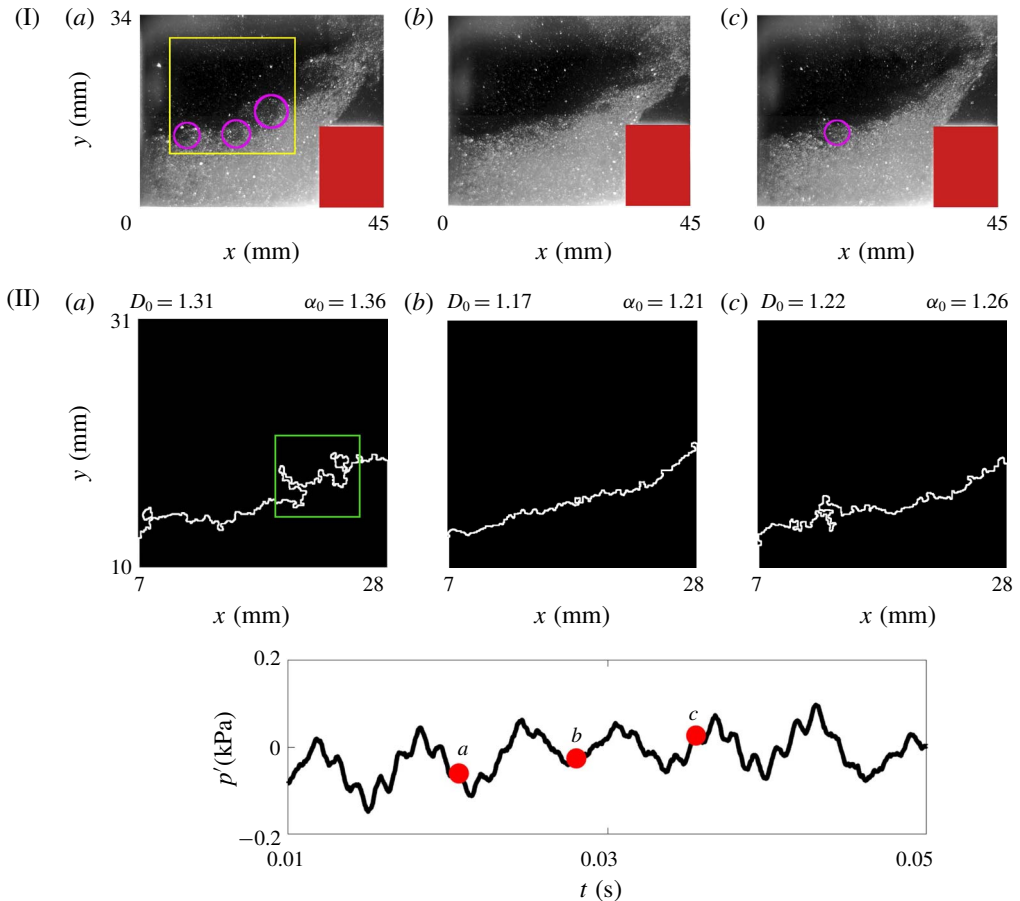 (I) (a) (b) (c)
34
y (mm)
0 45 0 45 0 45
x (mm) x (mm) x (mm)
(II) (a) D₀ = 1.31 α₀ = 1.36 (b) D₀ = 1.17 α₀ = 1.21 (c) D₀ = 1.22 α₀ = 1.26
31
y (mm)
10
7 28 7 28 7 28
x (mm) x (mm) x (mm)
0.2
p′(kPa)
a b c
0
−0.2
0.01 0.03 0.05
t (s)